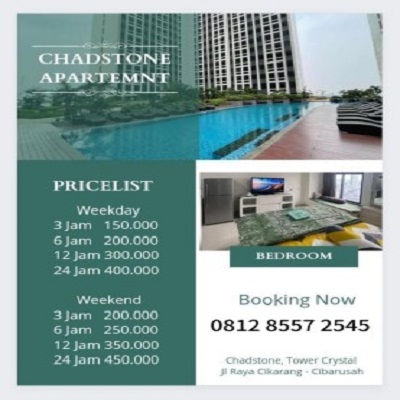 CHADSTONE
APARTEMNT
PRICELIST
Weekday
3 Jam 150.000
6 Jam 200.000
12 Jam 300.000
24 Jam 400.000
Weekend
3 Jam 200.000
6 Jam 250.000
12 Jam 350.000
24 Jam 450.000
BEDROOM
Booking Now
0812 8557 2545
Chadstone, Tower Crystal
Jl Raya Cikarang - Cibarusah